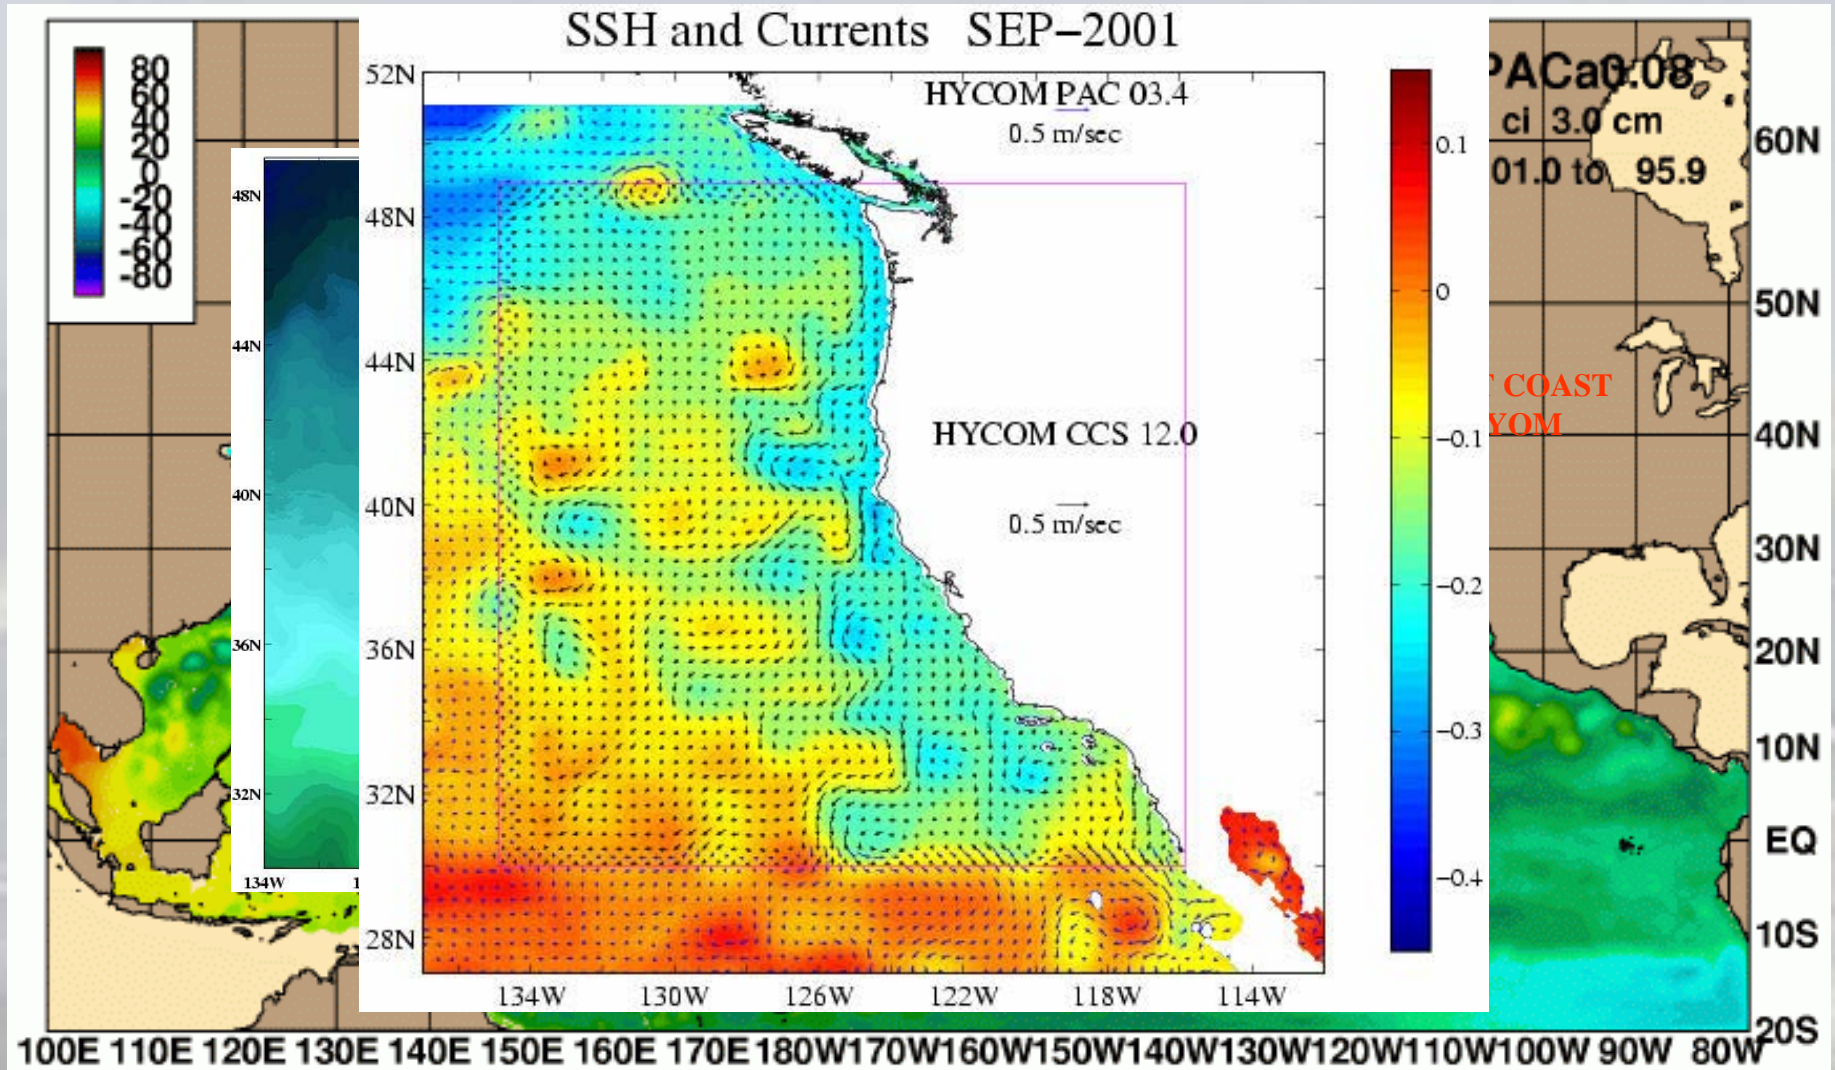 SSH and Currents SEP−2001
HYCOM PAC 03.4
0.5 m/sec
HYCOM CCS 12.0
0.5 m/sec
52N
48N
44N
40N
36N
32N
28N
134W 130W 126W 122W 118W 114W
0.1
0
−0.1
−0.2
−0.3
−0.4
80
60
40
20
0
-20
-40
-60
-80
48N
44N
40N
36N
32N
134W
PACa0.08
ci 3.0 cm
01.0 to 95.9
COAST
60N
50N
40N
30N
20N
10N
EQ
10S
20S
100E 110E 120E 130E 140E 150E 160E 170E 180W 170W 160W 150W 140W 130W 120W 110W 100W 90W 80W